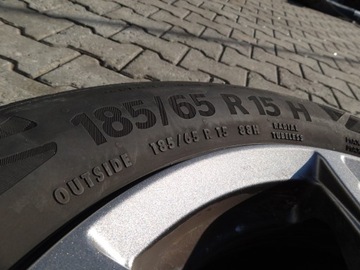 185/65 R 15 H
OUTSIDE 185/65 R 15 88H RADIAL TUBELESS